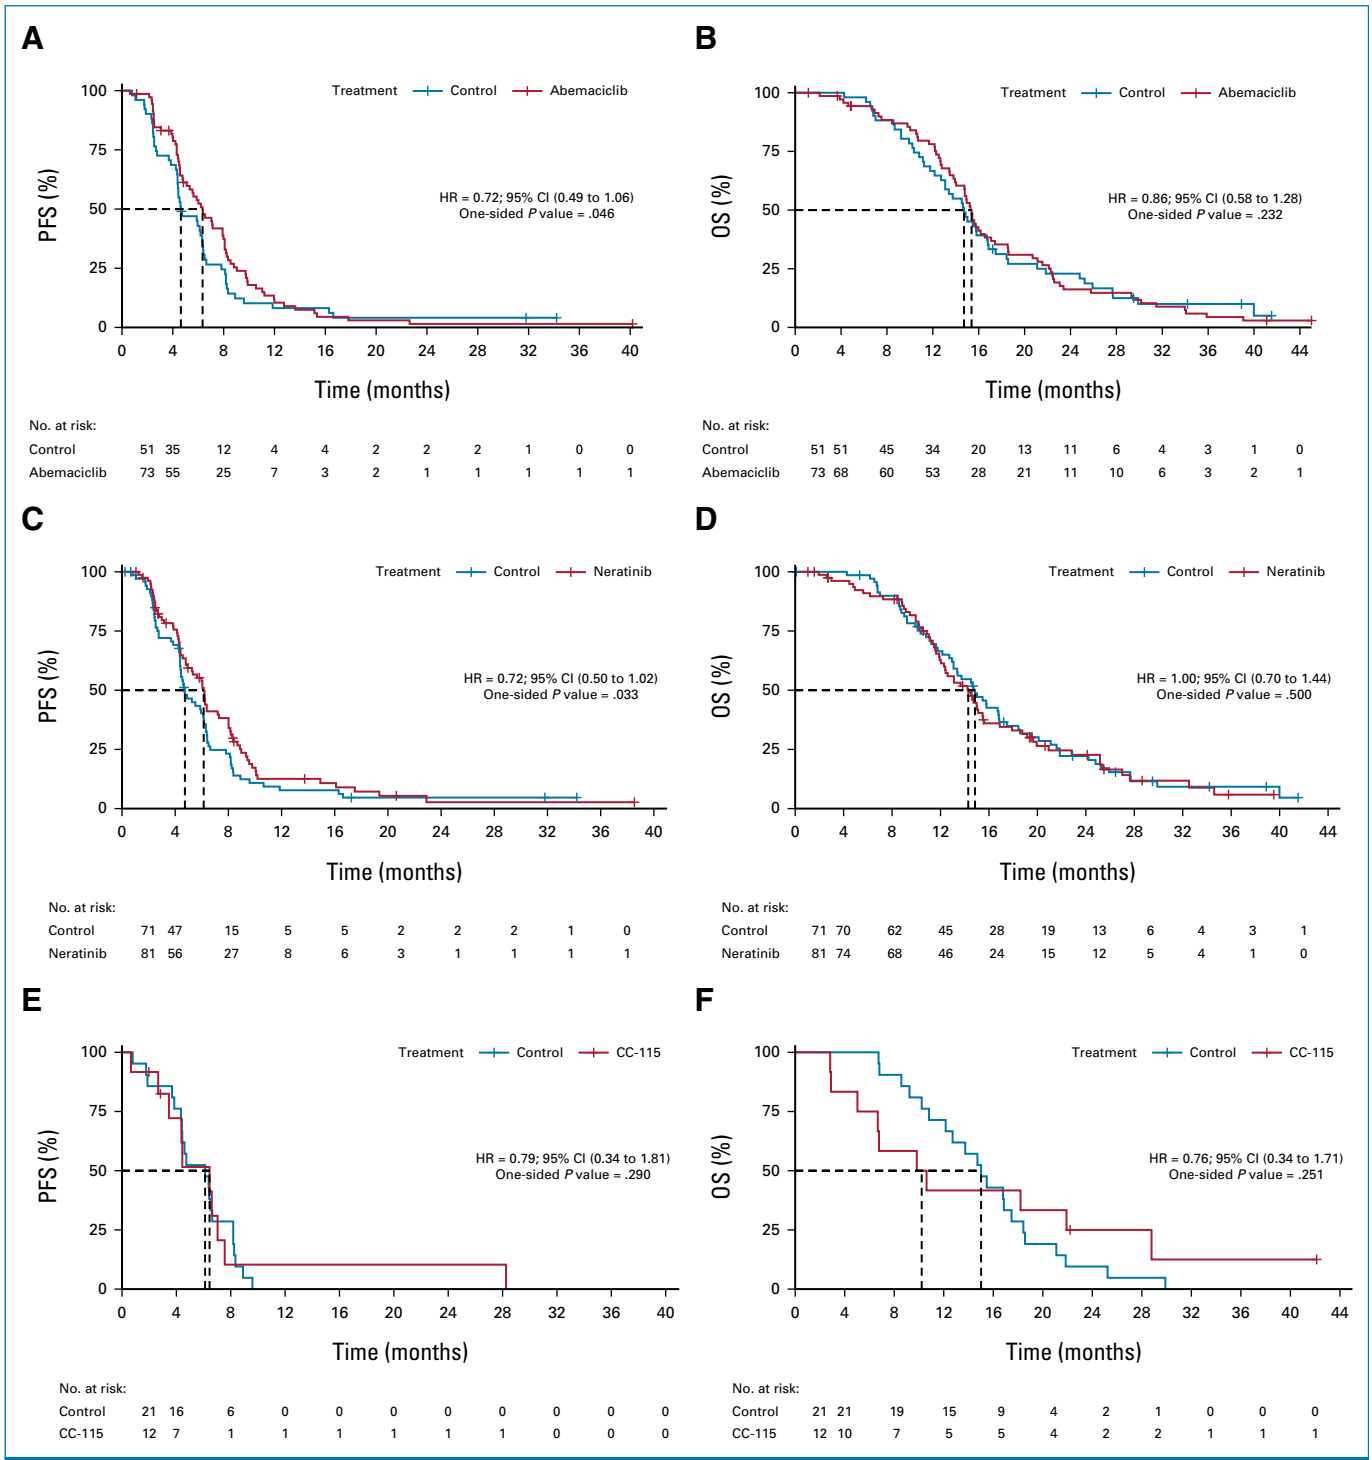 A
Treatment Control Abemaciclib
PFS (%)
100
75
50
25
0
HR = 0.72; 95% CI (0.49 to 1.06)
One-sided P value = .046
0 4 8 12 16 20 24 28 32 36 40
Time (months)
No. at risk:
Control 51 35 12 4 4 2 2 2 1 0 0
Abemaciclib 73 55 25 7 3 2 1 1 1 1 1
B
Treatment Control Abemaciclib
OS (%)
100
75
50
25
0
HR = 0.86; 95% CI (0.58 to 1.28)
One-sided P value = .232
0 4 8 12 16 20 24 28 32 36 40 44
Time (months)
No. at risk:
Control 51 51 45 34 20 13 11 6 4 3 1 0
Abemaciclib 73 68 60 53 28 21 11 10 6 3 2 1
C
Treatment Control Neratinib
PFS (%)
100
75
50
25
0
HR = 0.72; 95% CI (0.50 to 1.02)
One-sided P value = .033
0 4 8 12 16 20 24 28 32 36 40
Time (months)
No. at risk:
Control 71 47 15 5 5 2 2 2 1 0
Neratinib 81 56 27 8 6 3 1 1 1 1
D
Treatment Control Neratinib
OS (%)
100
75
50
25
0
HR = 1.00; 95% CI (0.70 to 1.44)
One-sided P value = .500
0 4 8 12 16 20 24 28 32 36 40 44
Time (months)
No. at risk:
Control 71 70 62 45 28 19 13 6 4 3 1
Neratinib 81 74 68 46 24 15 12 5 4 1 0
E
Treatment Control CC-115
PFS (%)
100
75
50
25
0
HR = 0.79; 95% CI (0.34 to 1.81)
One-sided P value = .290
0 4 8 12 16 20 24 28 32 36 40
Time (months)
No. at risk:
Control 21 16 6 0 0 0 0 0 0 0 0
CC-115 12 7 1 1 1 1 1 1 0 0 0
F
Treatment Control CC-115
OS (%)
100
75
50
25
0
HR = 0.76; 95% CI (0.34 to 1.71)
One-sided P value = .251
0 4 8 12 16 20 24 28 32 36 40 44
Time (months)
No. at risk:
Control 21 21 19 15 9 4 2 1 0 0 0
CC-115 12 10 7 5 5 4 2 2 1 1 1